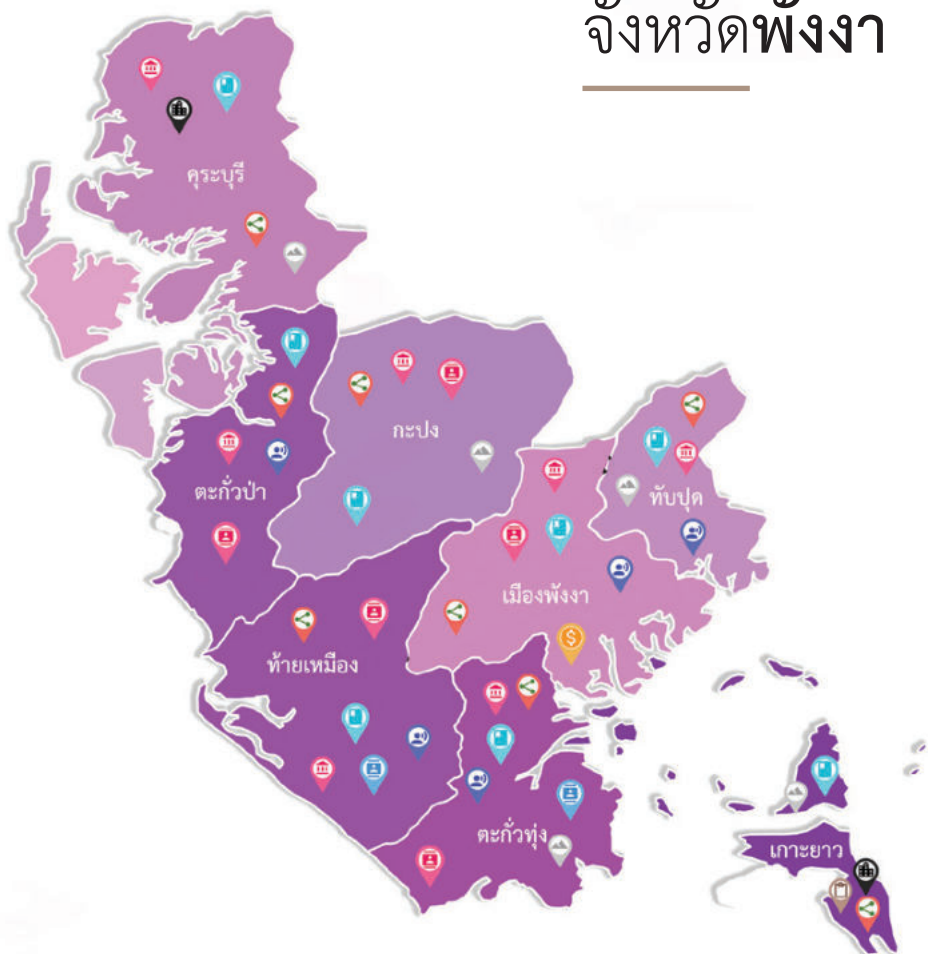 จังหวัดพังงา
คุระบุรี
กะปง
ตะกั่วป่า
ทับปุด
เมืองพังงา
ท้ายเหมือง
ตะกั่วทุ่ง
เกาะยาว